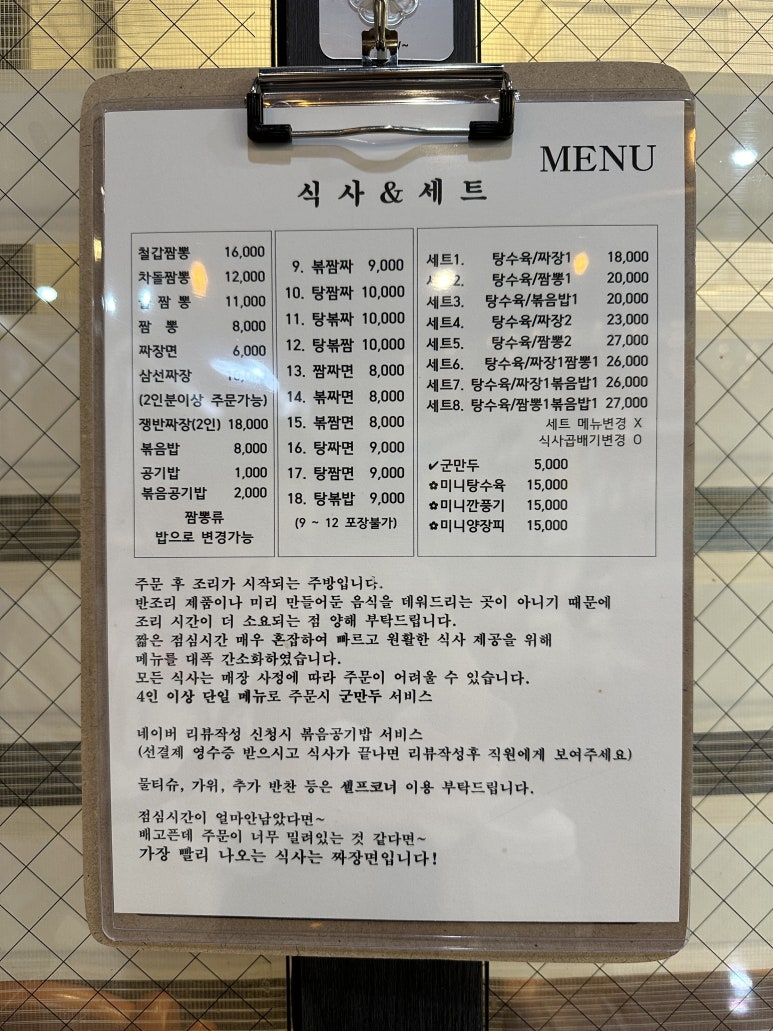 MENU
식 사 & 세 트
철갑짬뽕 16,000
차돌짬뽕 12,000
짬 뽕 11,000
짬 뽕 8,000
짜장면 6,000
삼선짜장
(2인분이상 주문가능)
쟁반짜장(2인) 18,000
볶음밥 8,000
공기밥 1,000
볶음공기밥 2,000
짬뽕류
밥으로 변경가능
9. 볶짬짜 9,000
10. 탕짬짜 10,000
11. 탕볶짜 10,000
12. 탕볶짬 10,000
13. 짬짜면 8,000
14. 볶짜면 8,000
15. 볶짬면 8,000
16. 탕짜면 9,000
17. 탕짬면 9,000
18. 탕볶밥 9,000
(9 ~ 12 포장불가)
세트1. 탕수육/짜장1 18,000
2. 탕수육/짬뽕1 20,000
세트3. 탕수육/볶음밥1 20,000
세트4. 탕수육/짜장2 23,000
세트5. 탕수육/짬뽕2 27,000
세트6. 탕수육/짜장1짬뽕1 26,000
세트7. 탕수육/짜장1볶음밥1 26,000
세트8. 탕수육/짬뽕1볶음밥1 27,000
세트 메뉴변경 X
식사곱배기변경 O
✔군만두 5,000
✿미니탕수육 15,000
✿미니깐풍기 15,000
✿미니양장피 15,000
주문 후 조리가 시작되는 주방입니다.
반조리 제품이나 미리 만들어둔 음식을 데워드리는 곳이 아니기 때문에
조리 시간이 더 소요되는 점 양해 부탁드립니다.
짧은 점심시간 매우 혼잡하여 빠르고 원활한 식사 제공을 위해
메뉴를 대폭 간소화하였습니다.
모든 식사는 매장 사정에 따라 주문이 어려울 수 있습니다.
4인 이상 단일 메뉴로 주문시 군만두 서비스
네이버 리뷰작성 신청시 볶음공기밥 서비스
(선결제 영수증 받으시고 식사가 끝나면 리뷰작성후 직원에게 보여주세요)
물티슈, 가위, 추가 반찬 등은 셀프코너 이용 부탁드립니다.
점심시간이 얼마안남았다면~
배고픈데 주문이 너무 밀려있는 것 같다면~
가장 빨리 나오는 식사는 짜장면입니다!